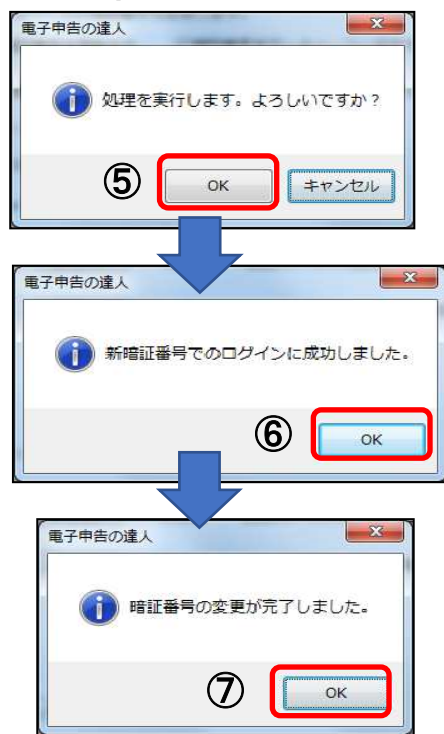 電子申告の達人
処理を実行します。よろしいですか？
⑤
OK
キャンセル
電子申告の達人
新暗証番号でのログインに成功しました。
⑥
OK
電子申告の達人
暗証番号の変更が完了しました。
⑦
OK